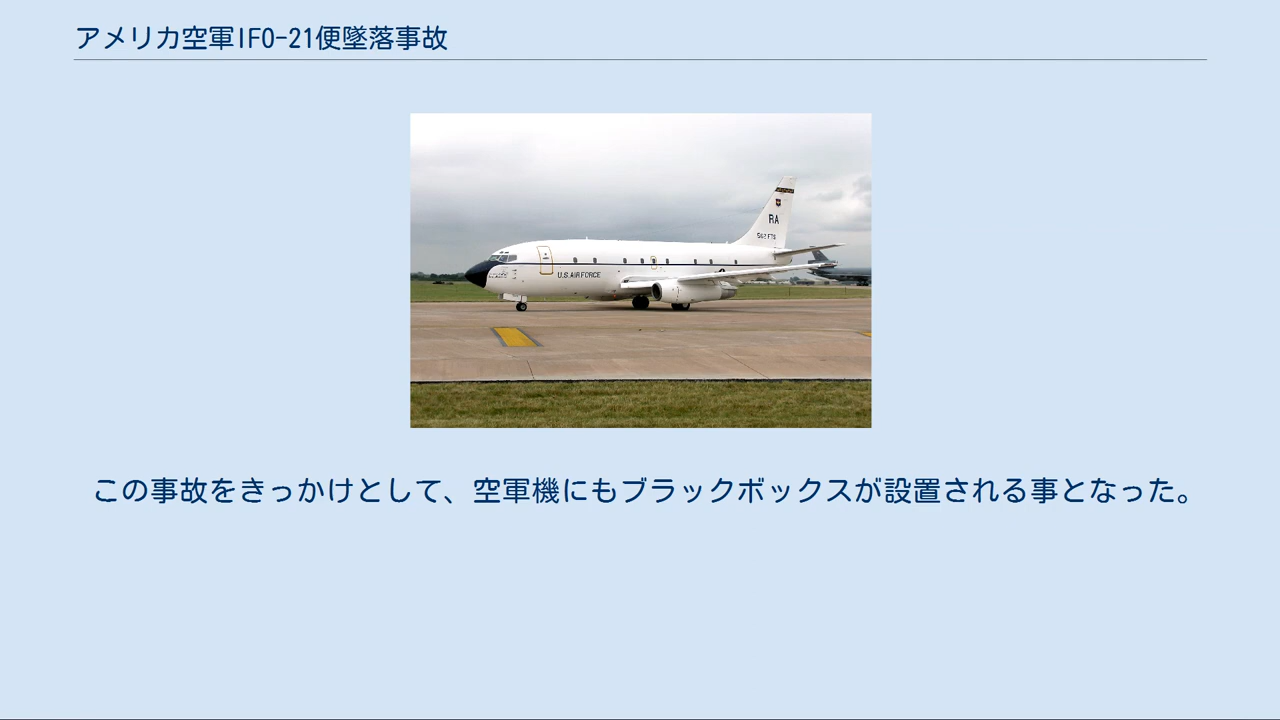 アメリカ空軍IFO-21便墜落事故
RA
562 FTS
U.S. AIR FORCE
この事故をきっかけとして、空軍機にもブラックボックスが設置される事となった。